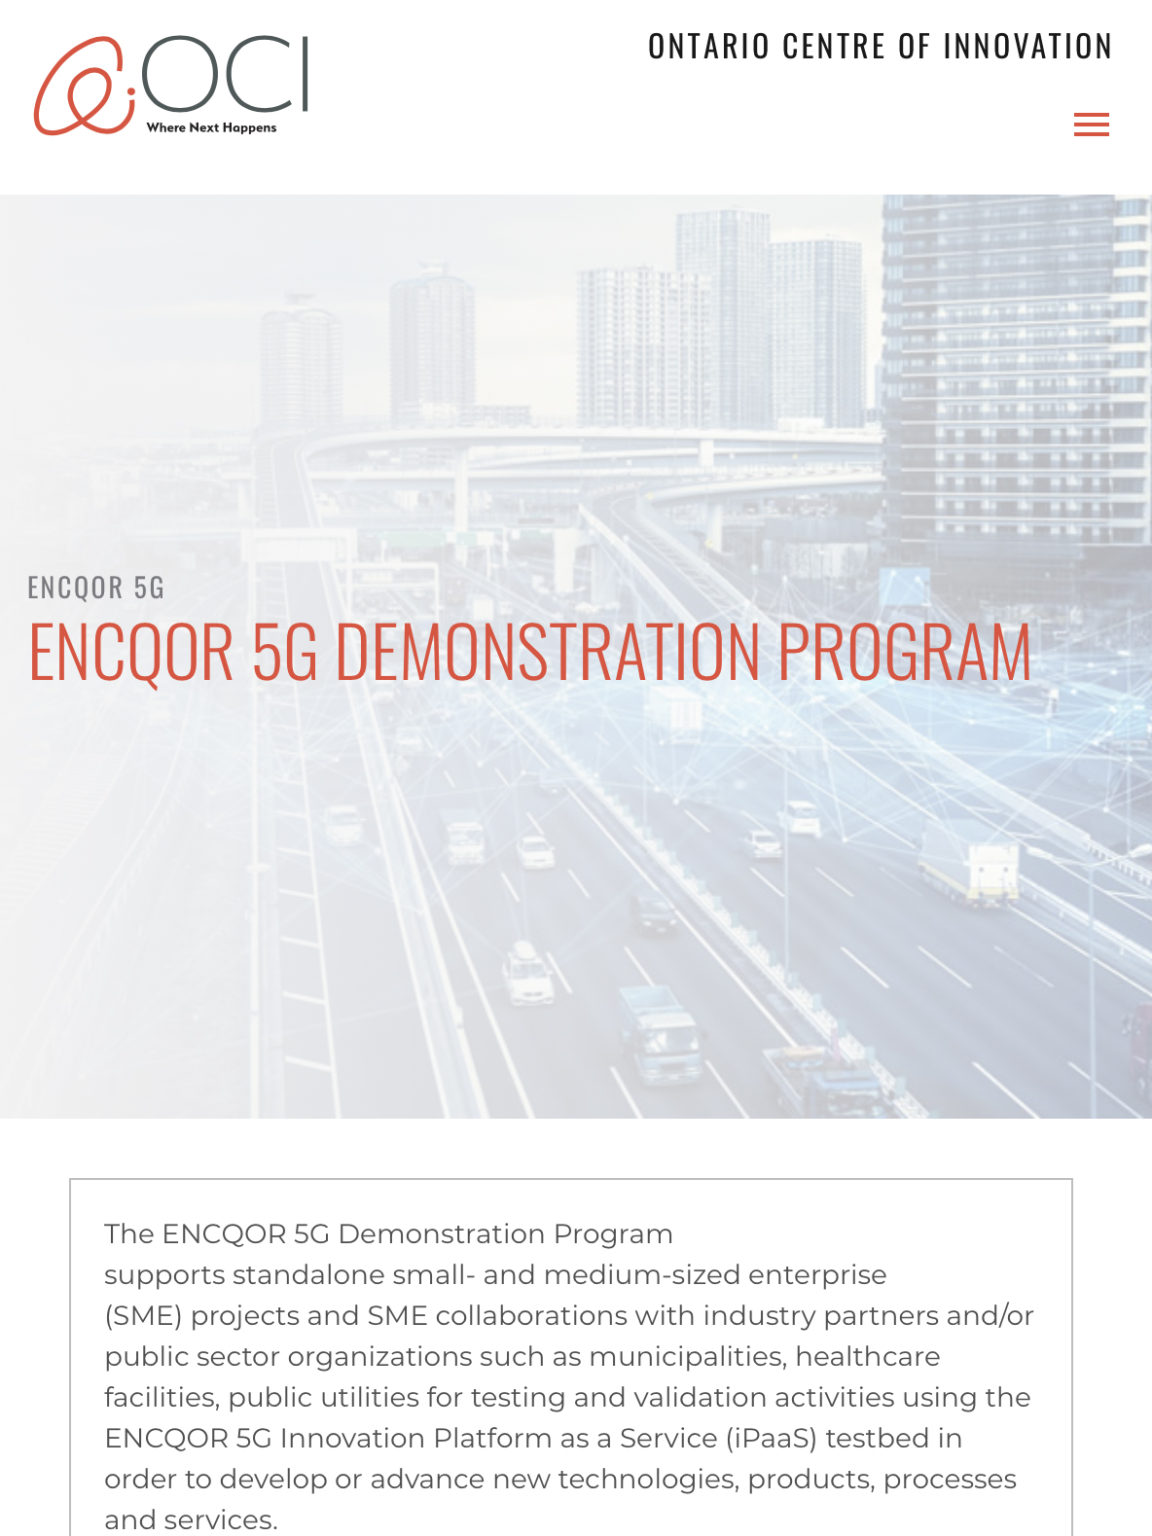 OCI
Where Next Happens
ONTARIO CENTRE OF INNOVATION
ENCQOR 5G
ENCQOR 5G DEMONSTRATION PROGRAM
The ENCQOR 5G Demonstration Program
supports standalone small- and medium-sized enterprise
(SME) projects and SME collaborations with industry partners and/or
public sector organizations such as municipalities, healthcare
facilities, public utilities for testing and validation activities using the
ENCQOR 5G Innovation Platform as a Service (iPaaS) testbed in
order to develop or advance new technologies, products, processes
and services.